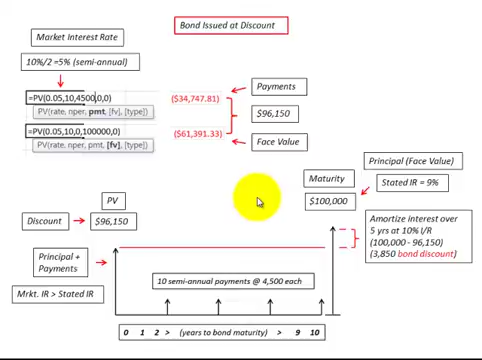 Bond Issued at Discount
Market Interest Rate
10%/2 =5% (semi-annual)
=PV(0.05,10,4500,0,0)
PV(rate, nper, pmt, [fv], [type])
($34,747.81)
Payments
$96,150
=PV(0.05,10,0,100000,0)
PV(rate, nper, pmt, [fv], [type])
($61,391.33)
Face Value
Principal (Face Value)
Maturity
Stated IR = 9%
$100,000
PV
Discount
$96,150
Amortize interest over
5 yrs at 10% I/R
(100,000 - 96,150)
(3,850 bond discount)
Principal +
Payments
10 semi-annual payments @ 4,500 each
Mrkt. IR > Stated IR
0 1 2 > (years to bond maturity) > 9 10